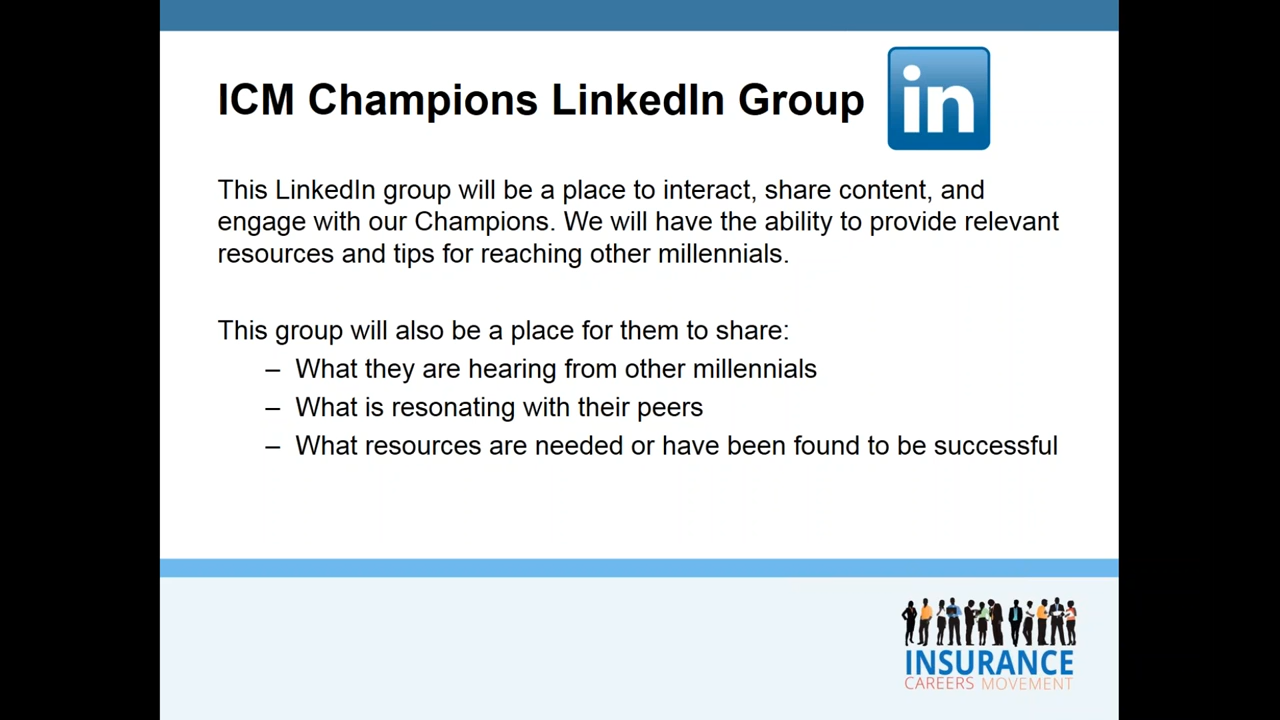 ICM Champions LinkedIn Group
in
This LinkedIn group will be a place to interact, share content, and
engage with our Champions. We will have the ability to provide relevant
resources and tips for reaching other millennials.
This group will also be a place for them to share:
– What they are hearing from other millennials
– What is resonating with their peers
– What resources are needed or have been found to be successful
INSURANCE
CAREERS MOVEMENT